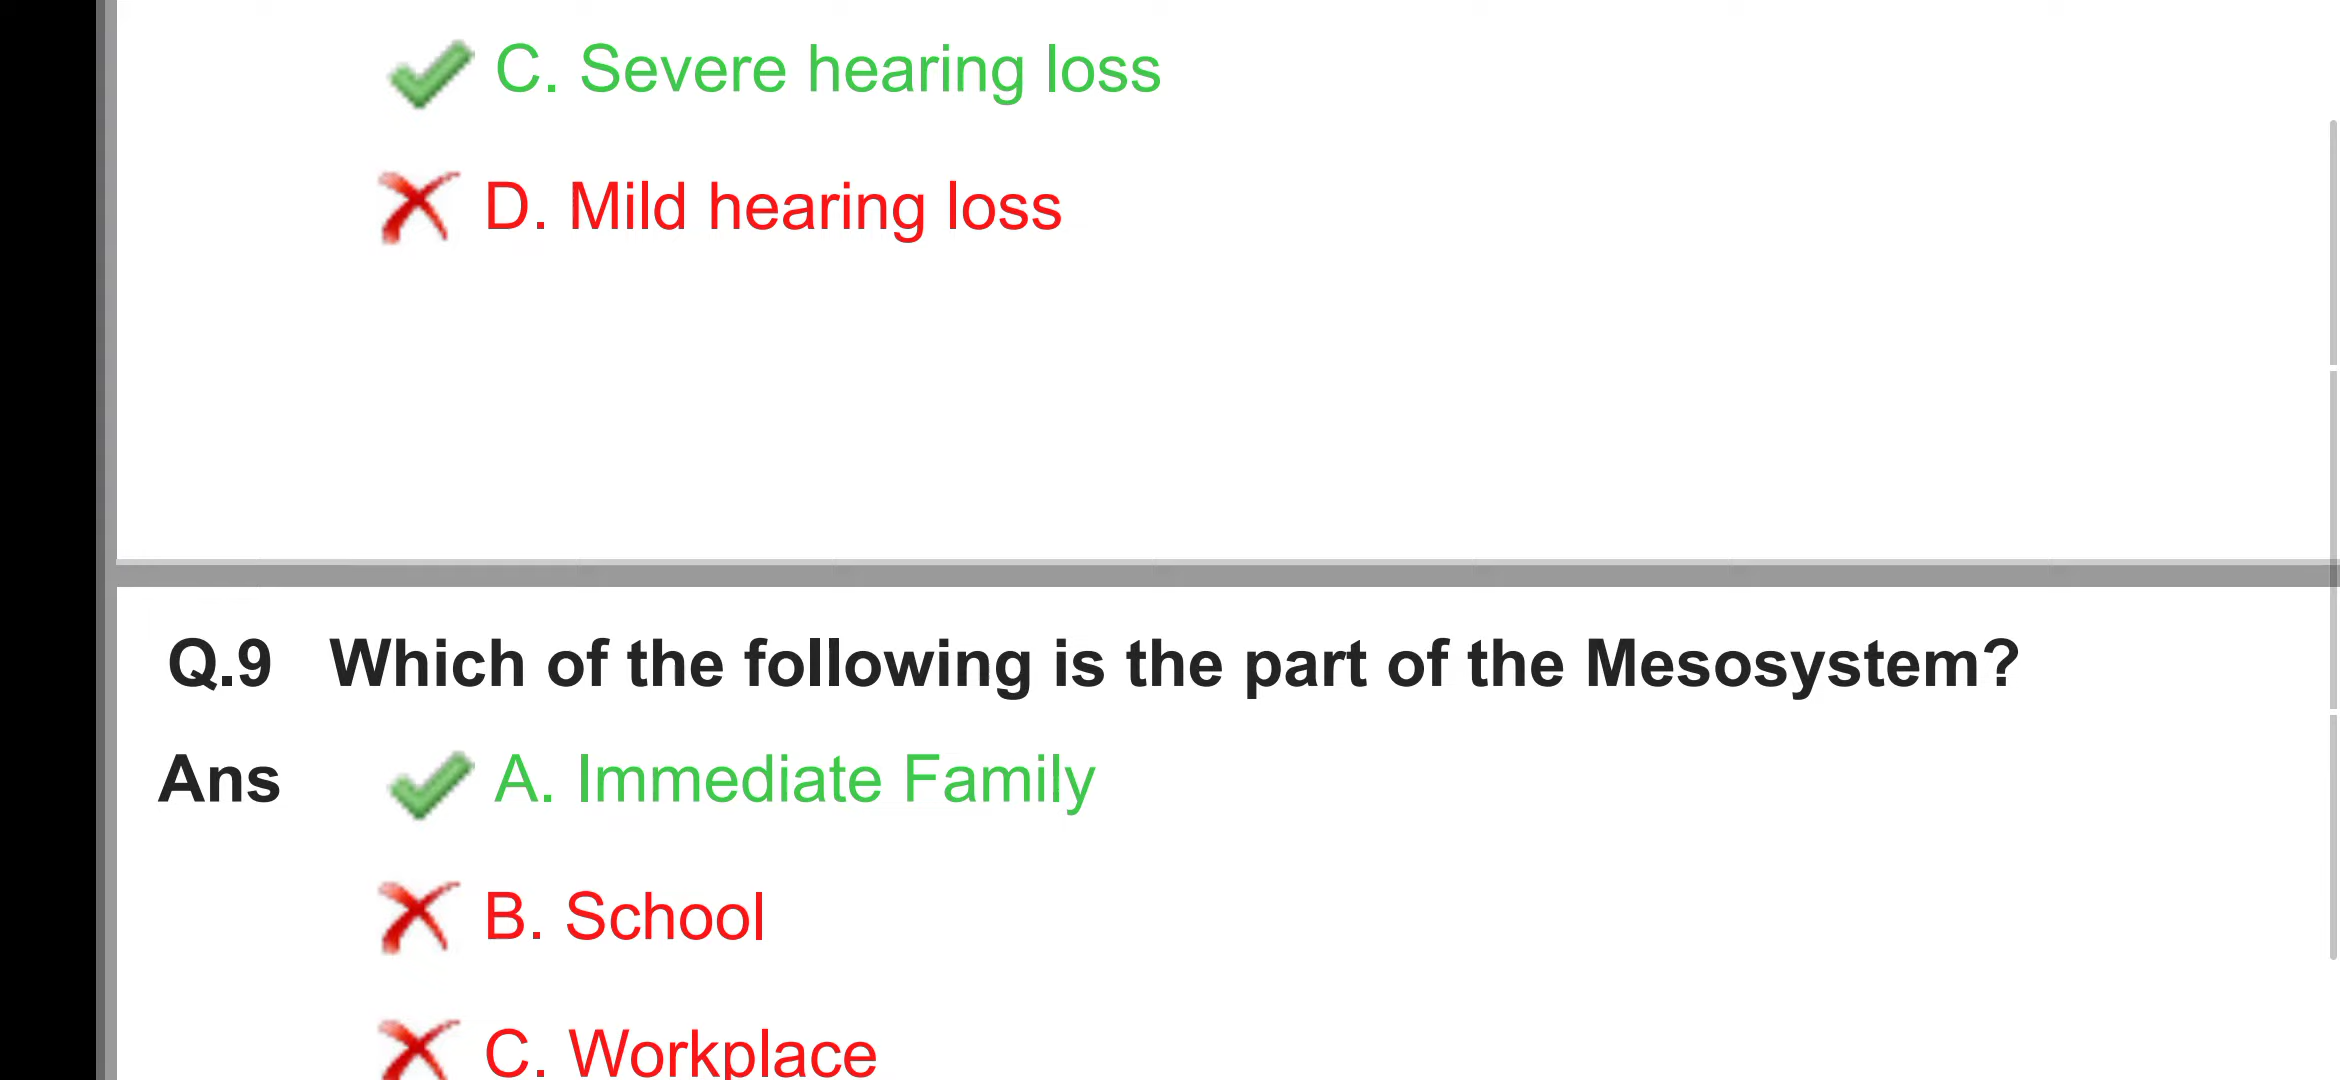 C. Severe hearing loss
D. Mild hearing loss
Q.9 Which of the following is the part of the Mesosystem?
Ans A. Immediate Family
B. School
C. Workplace